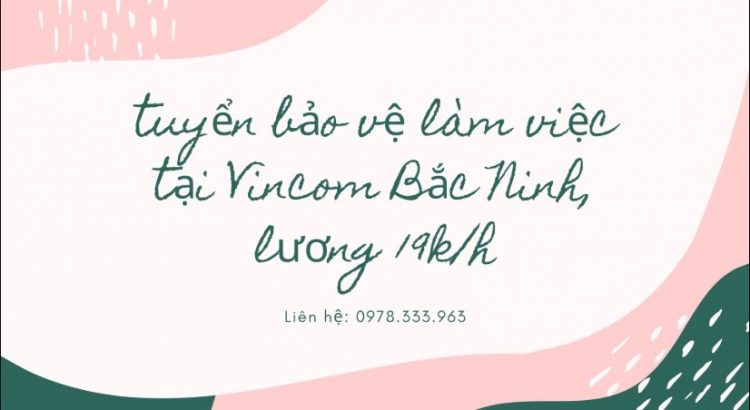 tuyển bảo vệ làm việc
tại Vincom Bắc Ninh,
lương 19k/h
Liên hệ: 0978.333.963